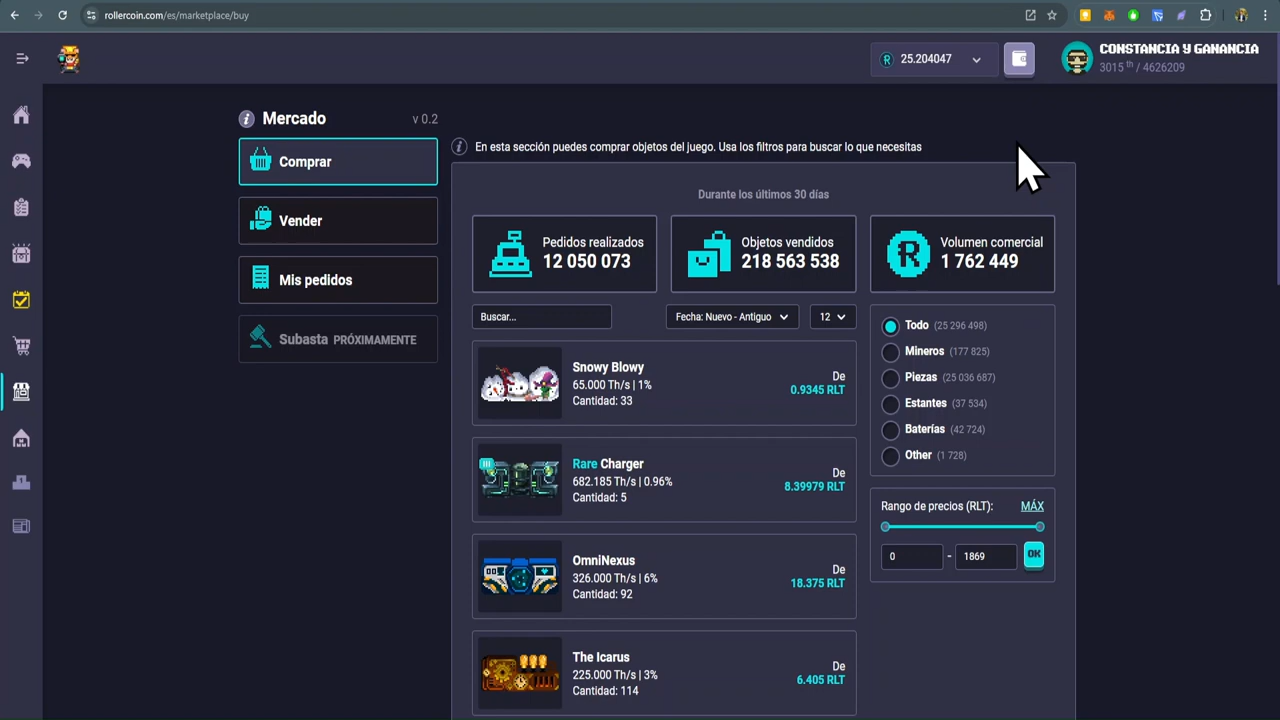 rollercoin.com/es/marketplace/buy
25.204047
CONSTANCIA Y GANANCIA
3015 th / 4626209
Mercado
v 0.2
Comprar
Vender
Mis pedidos
Subasta PRÓXIMAMENTE
En esta sección puedes comprar objetos del juego. Usa los filtros para buscar lo que necesitas
Durante los últimos 30 días
Pedidos realizados
12 050 073
Objetos vendidos
218 563 538
Volumen comercial
1 762 449
Buscar...
Fecha: Nuevo - Antiguo
12
Snowy Blowy
65.000 Th/s | 1%
Cantidad: 33
De
0.9345 RLT
Rare Charger
682.185 Th/s | 0.96%
Cantidad: 5
De
8.39979 RLT
OmniNexus
326.000 Th/s | 6%
Cantidad: 92
De
18.375 RLT
The Icarus
225.000 Th/s | 3%
Cantidad: 114
De
6.405 RLT
Todo (25 296 498)
Mineros (177 825)
Piezas (25 036 687)
Estantes (37 534)
Baterías (42 724)
Other (1 728)
Rango de precios (RLT):
MÁX
0 - 1869
OK